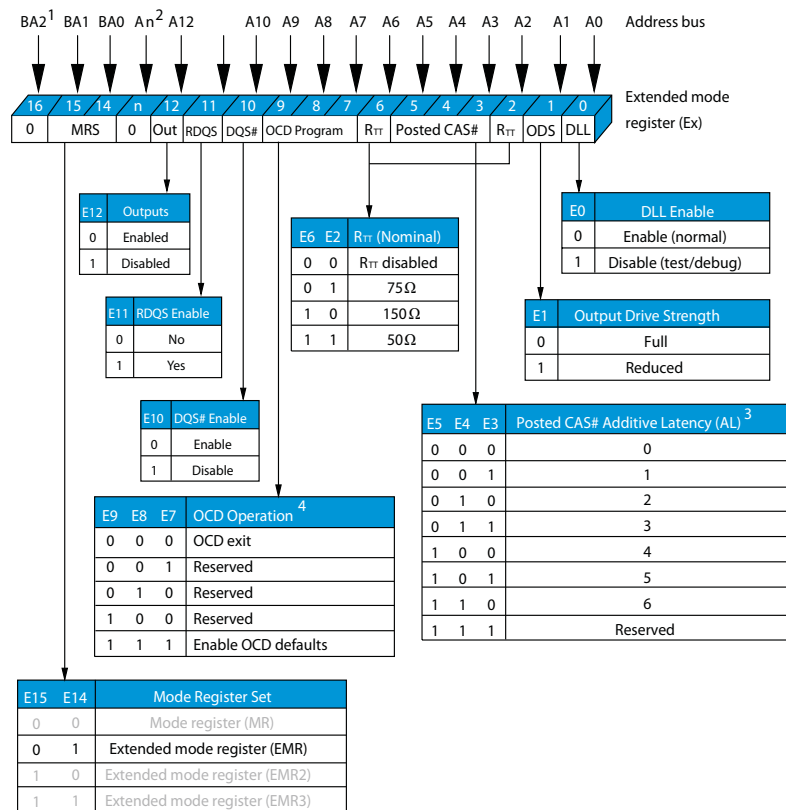 BA2¹ BA1 BA0 An² A12 A10 A9 A8 A7 A6 A5 A4 A3 A2 A1 A0 Address bus
16 15 14 n 12 11 10 9 8 7 6 5 4 3 2 1 0 Extended mode
register (Ex)
0 MRS 0 Out RDQS DQS# OCD Program RTT Posted CAS# RTT ODS DLL
E12 Outputs
0 Enabled
1 Disabled
E6 E2 RTT (Nominal)
0 0 RTT disabled
0 1 75Ω
1 0 150Ω
1 1 50Ω
E0 DLL Enable
0 Enable (normal)
1 Disable (test/debug)
E11 RDQS Enable
0 No
1 Yes
E1 Output Drive Strength
0 Full
1 Reduced
E10 DQS# Enable
0 Enable
1 Disable
E5 E4 E3 Posted CAS# Additive Latency (AL)³
0 0 0 0
0 0 1 1
0 1 0 2
0 1 1 3
1 0 0 4
1 0 1 5
1 1 0 6
1 1 1 Reserved
E9 E8 E7 OCD Operation⁴
0 0 0 OCD exit
0 0 1 Reserved
0 1 0 Reserved
1 0 0 Reserved
1 1 1 Enable OCD defaults
E15 E14 Mode Register Set
0 0 Mode register (MR)
0 1 Extended mode register (EMR)
1 0 Extended mode register (EMR2)
1 1 Extended mode register (EMR3)